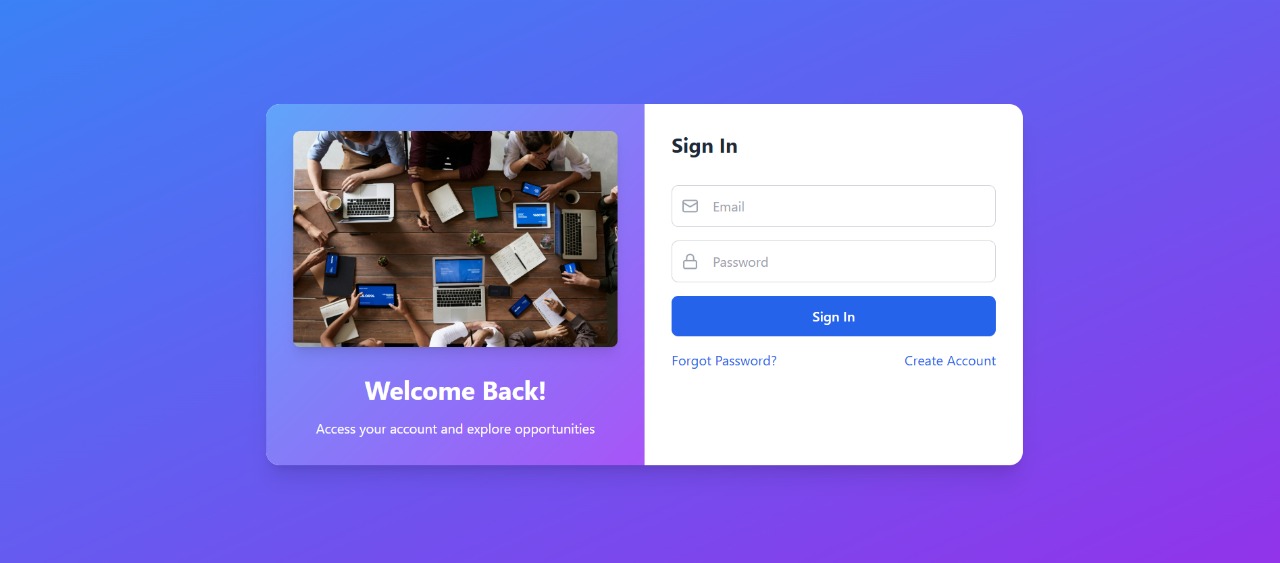 Welcome Back!
Access your account and explore opportunities
Sign In
Email
Password
Sign In
Forgot Password?
Create Account